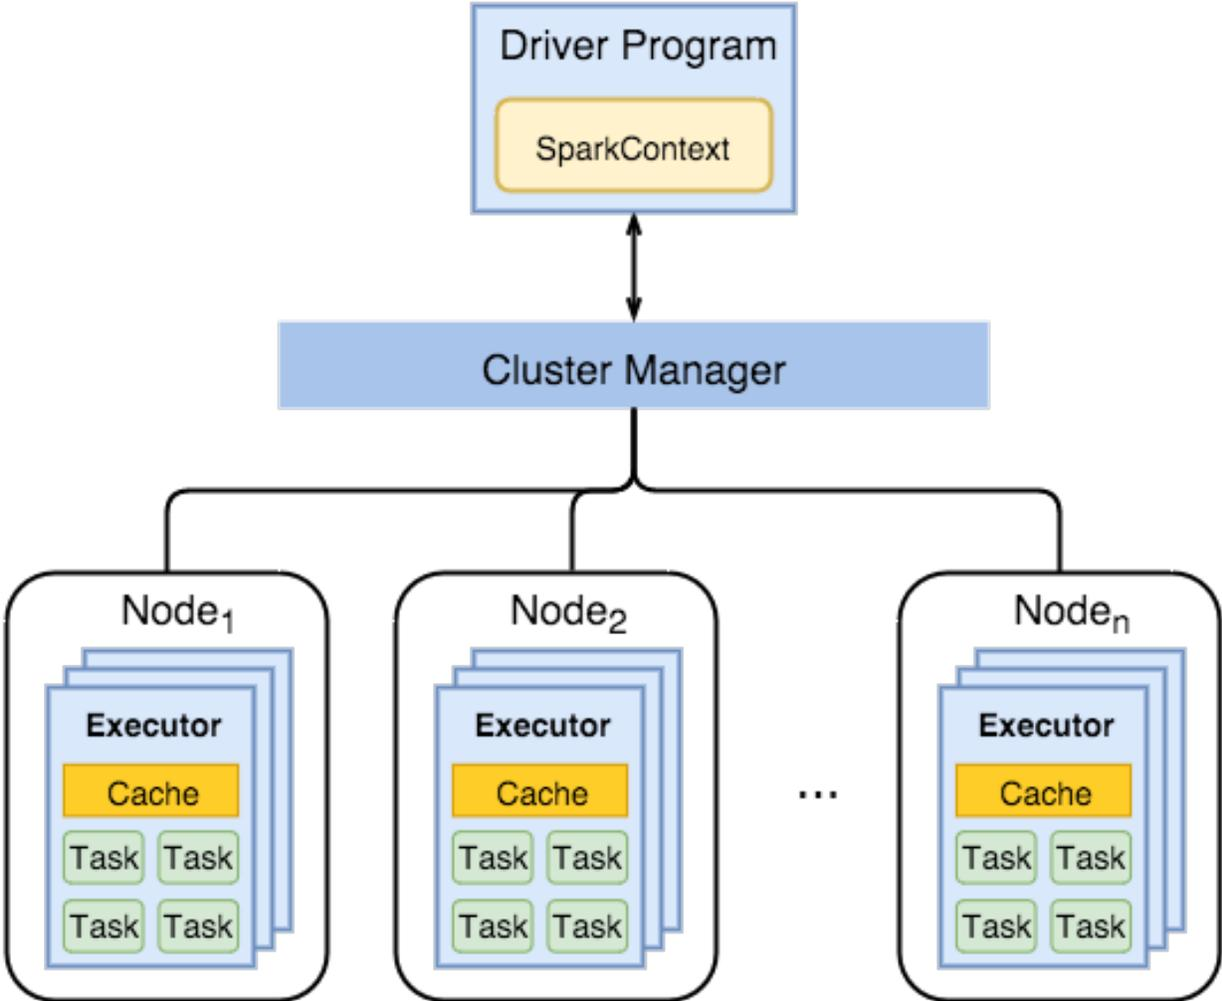 Driver Program
SparkContext
Cluster Manager
Node1 Node2 Noden
Executor Executor Executor
Cache Cache ... Cache
Task Task Task Task Task Task
Task Task Task Task Task Task